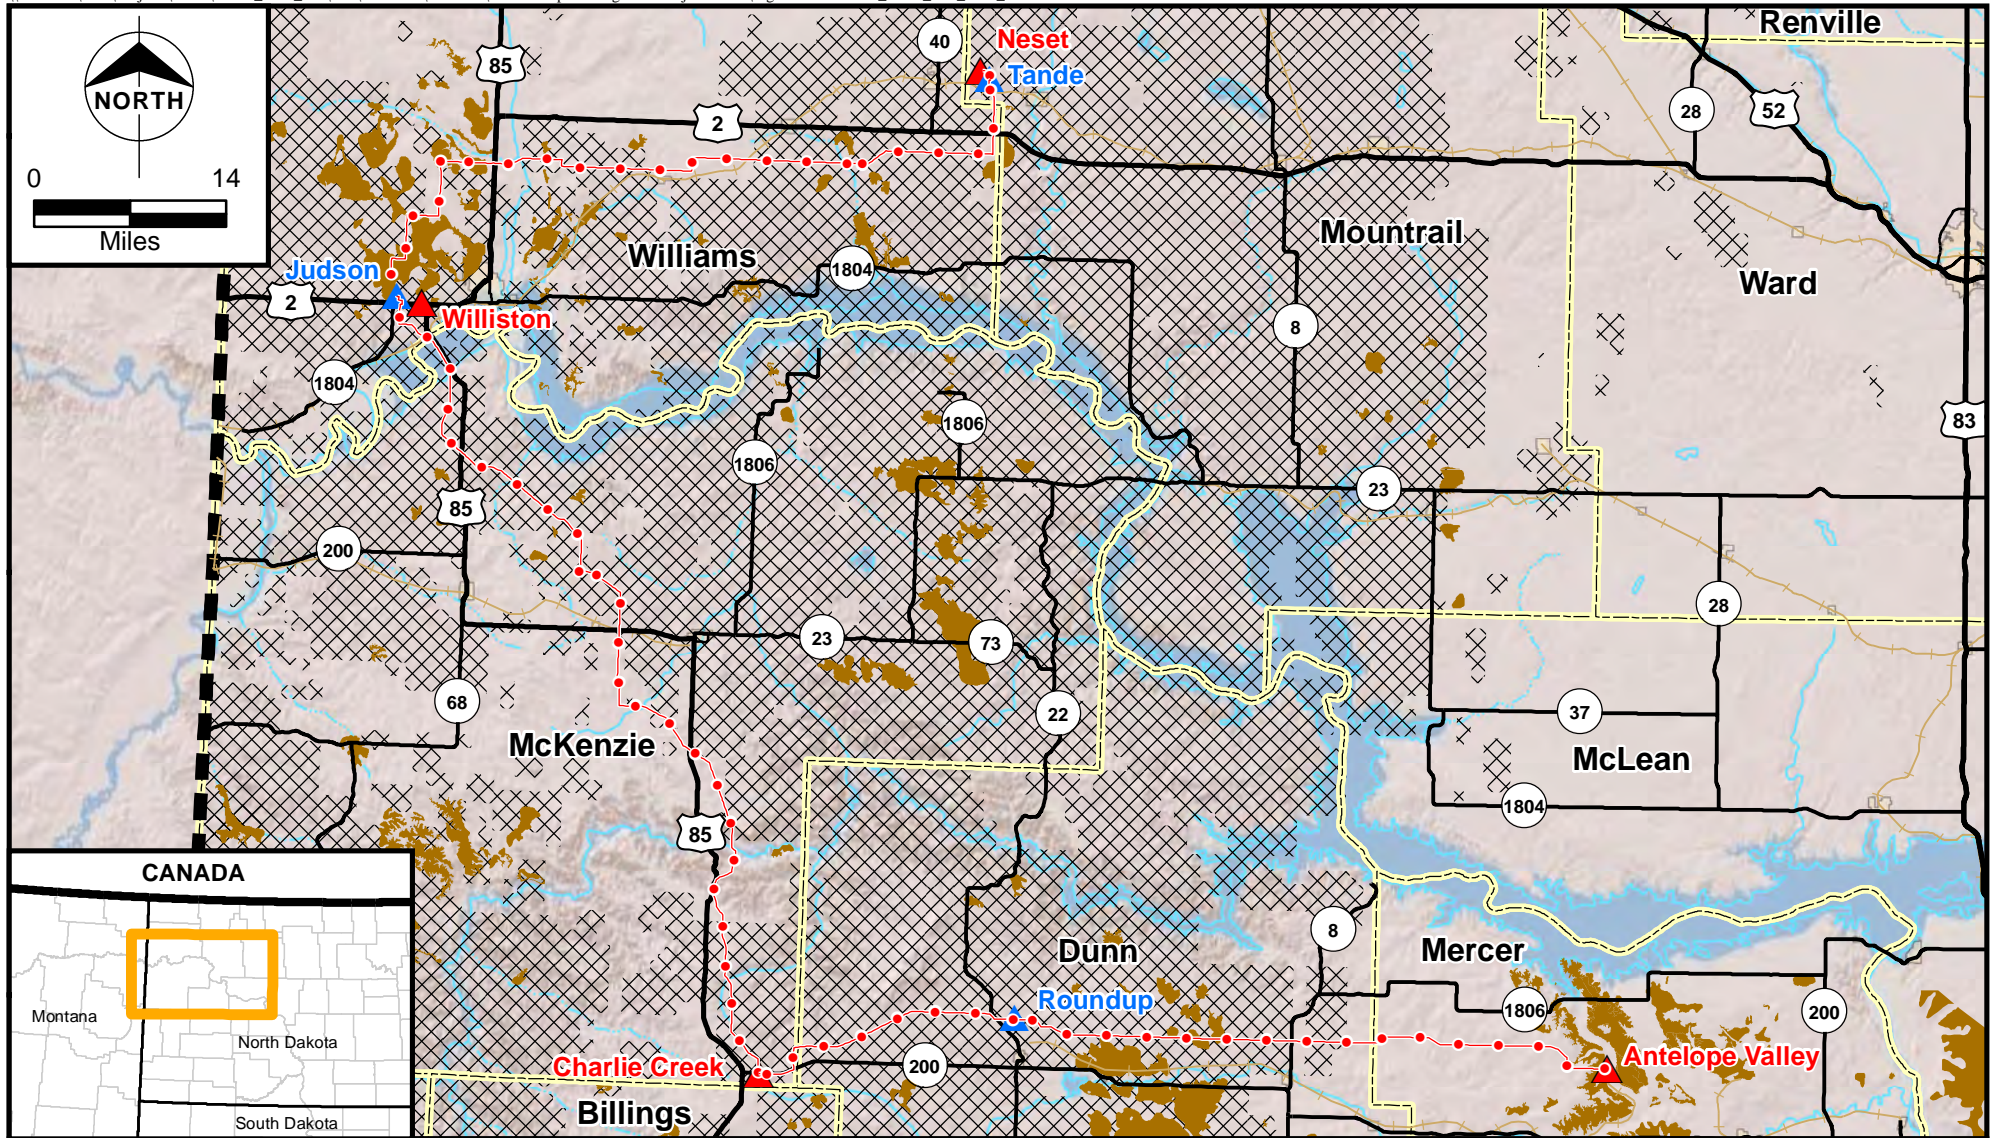 Renville
40
Neset
85
Tande
NORTH
28
52
2
0
14
Miles
Mountrail
Williams
1804
Judson
Ward
2
Williston
8
1804
83
1806
1806
23
85
200
28
23
73
68
22
37
McKenzie
McLean
1804
85
CANADA
8
Dunn
Mercer
Roundup
1806
200
Montana
North Dakota
Charlie Creek
200
Antelope Valley
Billings
South Dakota